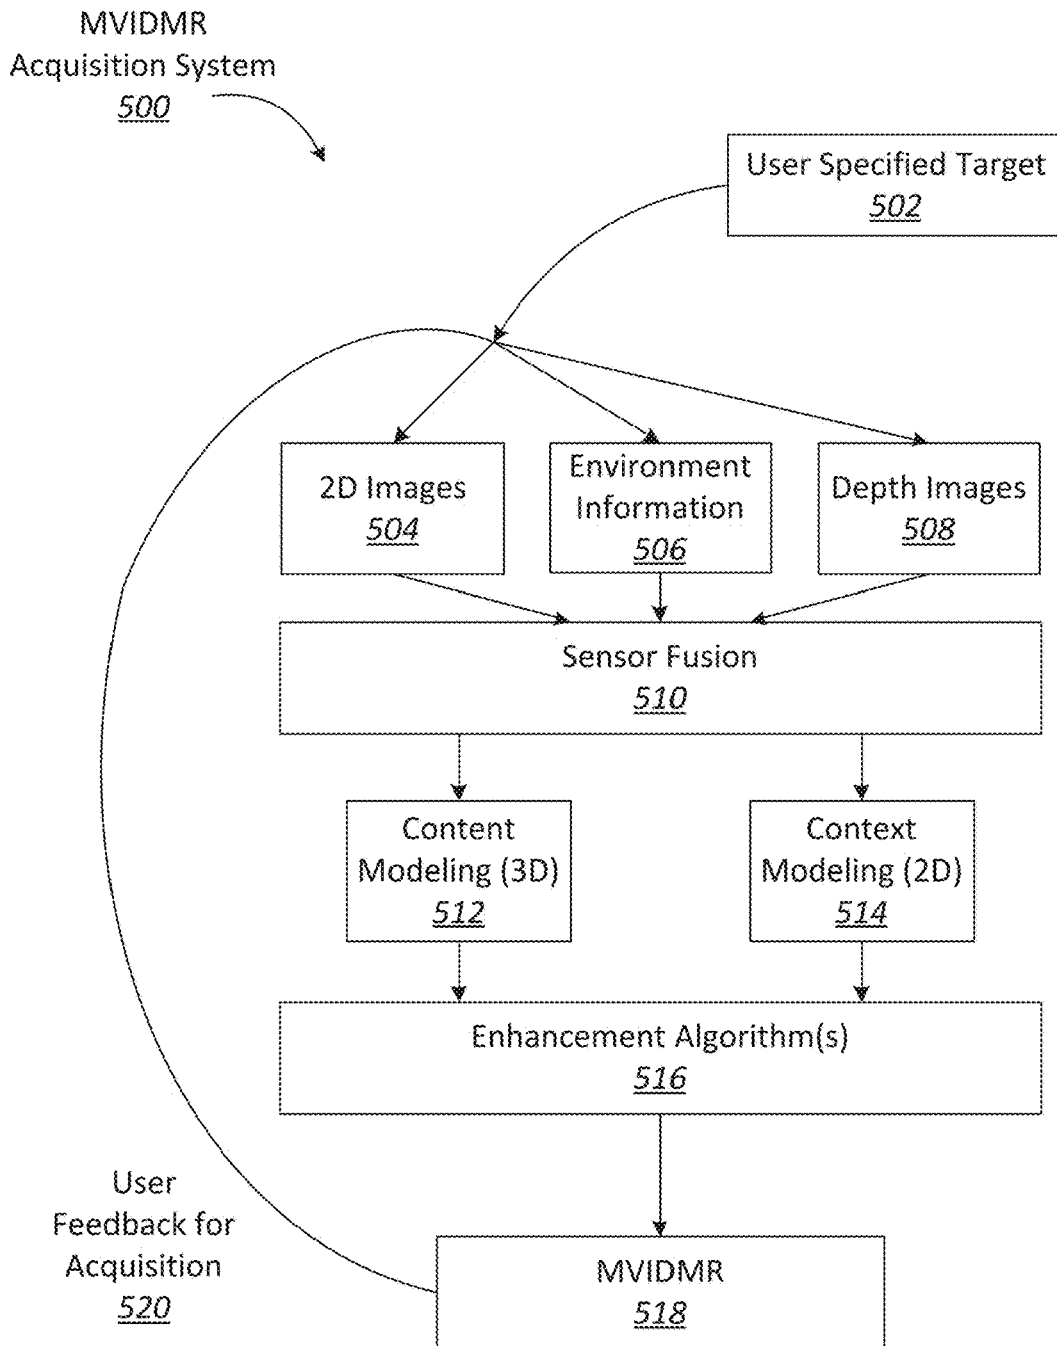 MVIDMR
Acquisition System
500
User Specified Target
502
2D Images
504
Environment
Information
506
Depth Images
508
Sensor Fusion
510
Content
Modeling (3D)
512
Context
Modeling (2D)
514
Enhancement Algorithm(s)
516
User
Feedback for
Acquisition
520
MVIDMR
518